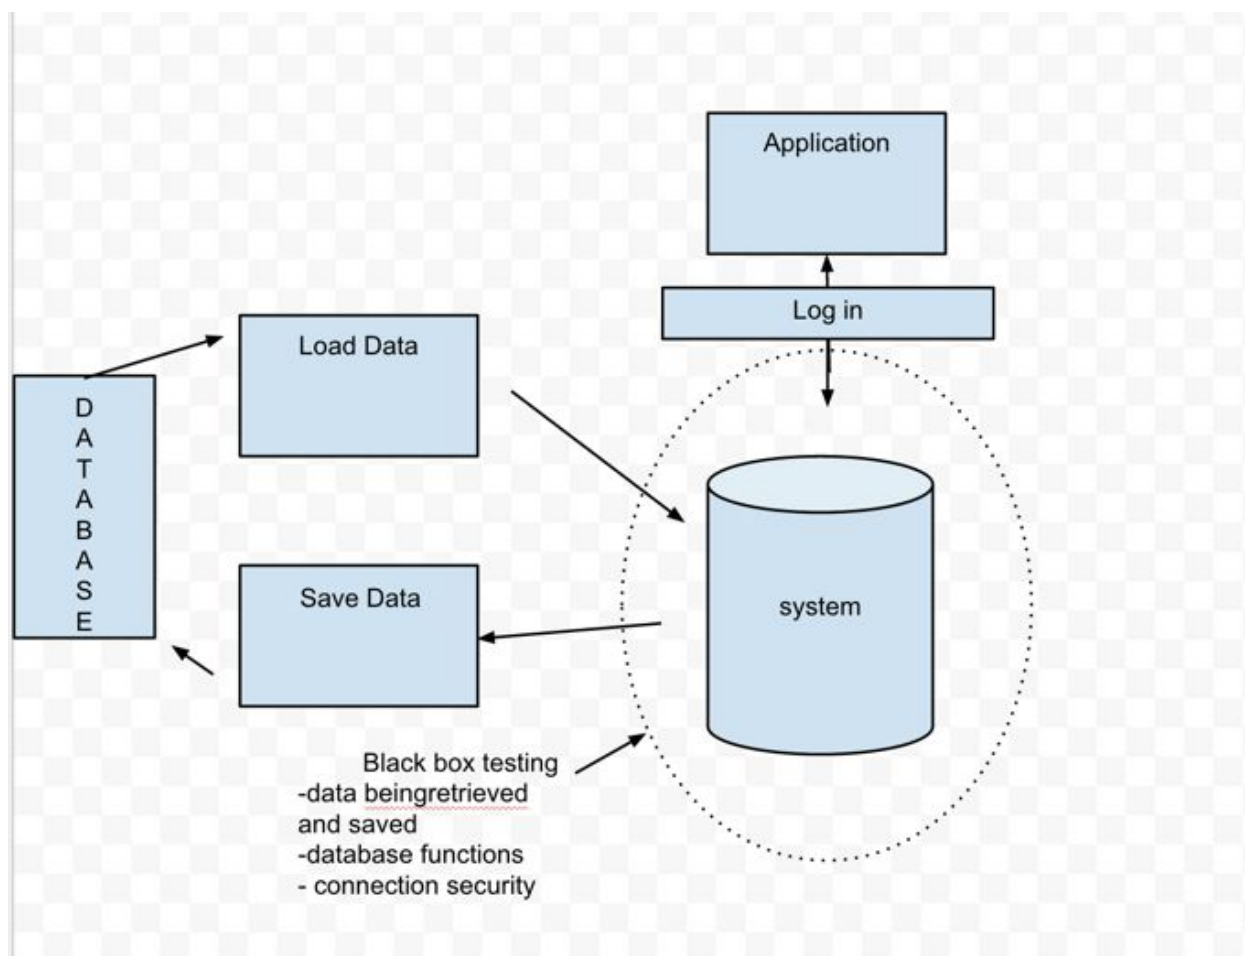 Application
Log in
Load Data
D
A
T
A
B
A
S
E
Save Data
system
Black box testing
-data beingretrieved
and saved
-database functions
- connection security